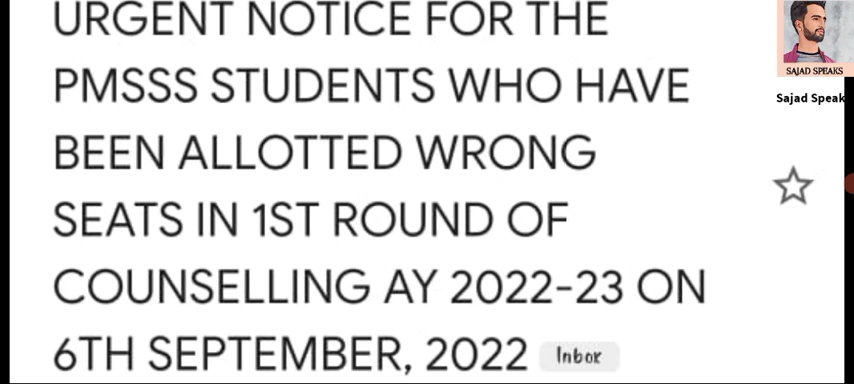 URGENT NOTICE FOR THE
PMSSS STUDENTS WHO HAVE
BEEN ALLOTTED WRONG
SEATS IN 1ST ROUND OF
COUNSELLING AY 2022-23 ON
6TH SEPTEMBER, 2022 Inbox
SAJAD SPEAKS
Sajad Speak